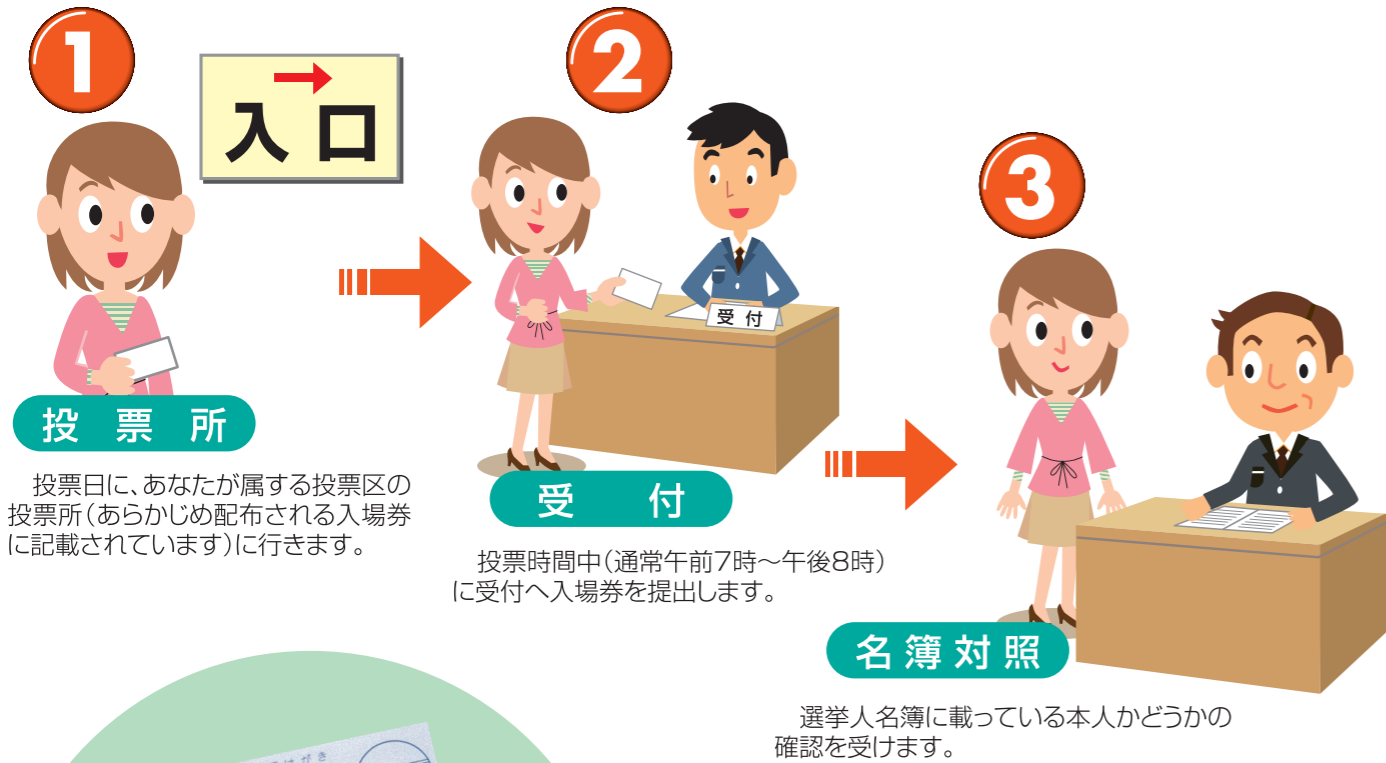 1
→
入口
投票所
投票日に、あなたが属する投票区の
投票所(あらかじめ配布される入場券
に記載されています)に行きます。
2
受付
受付
投票時間中(通常午前7時〜午後8時)
に受付へ入場券を提出します。
3
名簿対照
選挙人名簿に載っている本人かどうかの
確認を受けます。